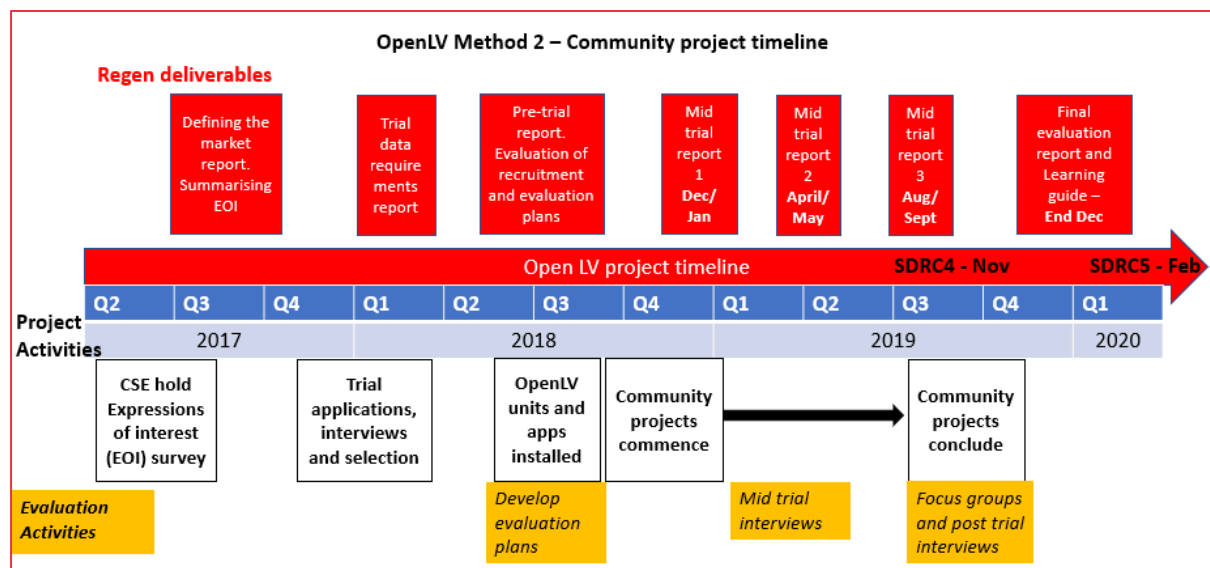 OpenLV Method 2 – Community project timeline
Regen deliverables
Defining the
market
report.
Summarising
EOI
Trial
data
require
ments
report
Pre-trial
report.
Evaluation of
recruitment
and evaluation
plans
Mid
trial
report
1
Dec/
Jan
Mid
trial
report
2
April/
May
Mid
trial
report
3
Aug/
Sept
Final
evaluation
report and
Learning
guide –
End Dec
Open LV project timeline
SDRC4 - Nov
SDRC5 - Feb
Q2 Q3 Q4 Q1 Q2 Q3 Q4 Q1 Q2 Q3 Q4 Q1
Project
Activities
2017 2018 2019 2020
CSE hold
Expressions
of interest
(EOI) survey
Trial
applications,
interviews
and selection
OpenLV
units and
apps
installed
Community
projects
commence
Community
projects
conclude
Evaluation
Activities
Develop
evaluation
plans
Mid trial
interviews
Focus groups
and post trial
interviews